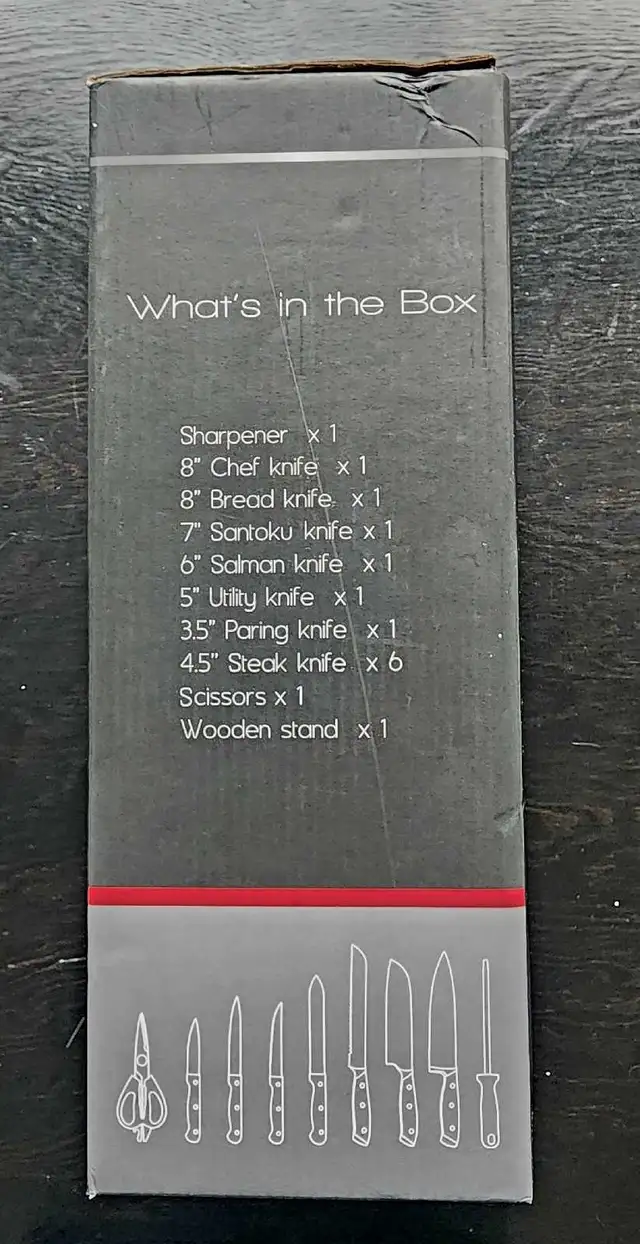 What's in the Box
Sharpener x 1
8" Chef knife x 1
8" Bread knife x 1
7" Santoku knife x 1
6" Salman knife x 1
5" Utility knife x 1
3.5" Paring knife x 1
4.5" Steak knife x 6
Scissors x 1
Wooden stand x 1